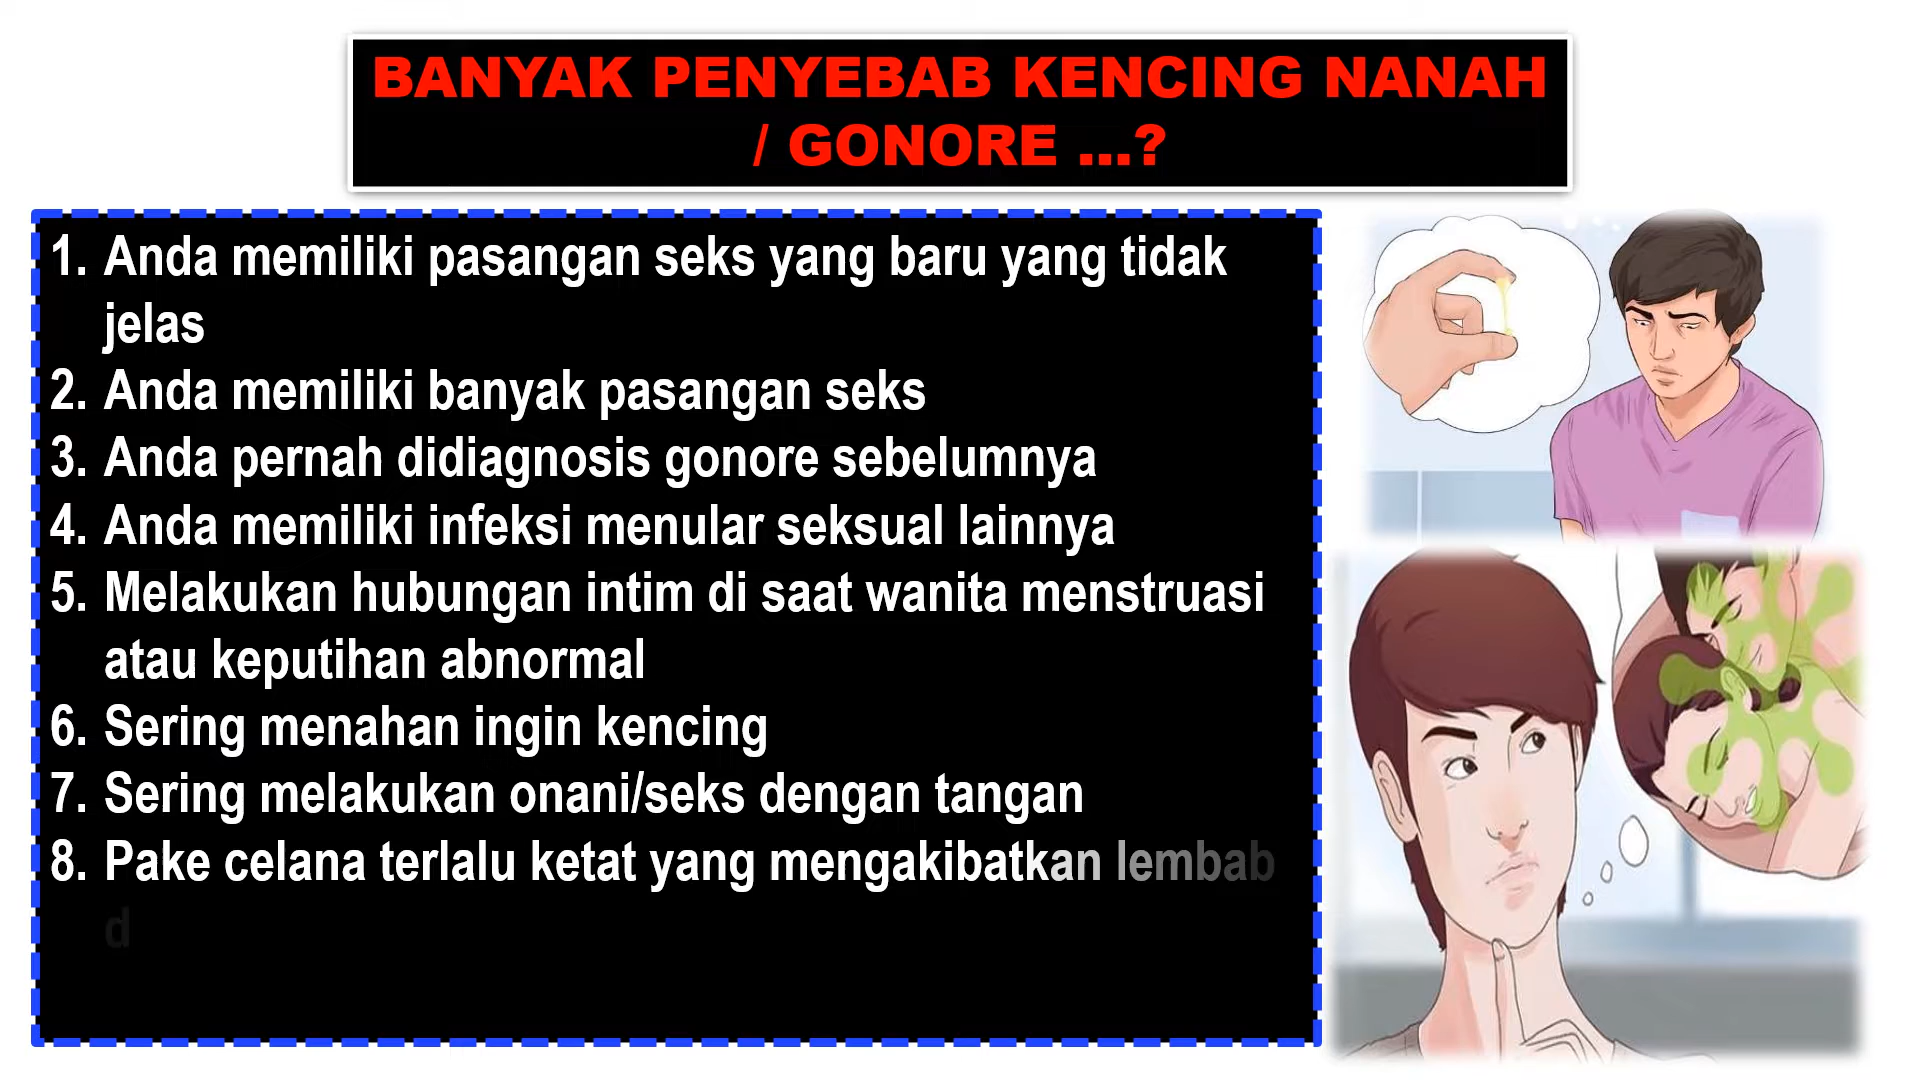 BANYAK PENYEBAB KENCING NANAH
/ GONORE ...?
1. Anda memiliki pasangan seks yang baru yang tidak
jelas
2. Anda memiliki banyak pasangan seks
3. Anda pernah didiagnosis gonore sebelumnya
4. Anda memiliki infeksi menular seksual lainnya
5. Melakukan hubungan intim di saat wanita menstruasi
atau keputihan abnormal
6. Sering menahan ingin kencing
7. Sering melakukan onani/seks dengan tangan
8. Pake celana terlalu ketat yang mengakibatkan lembab
d